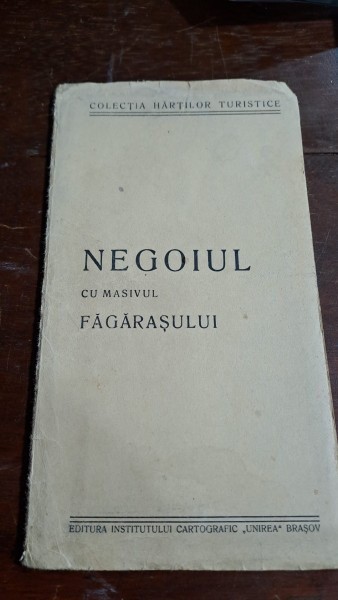 COLECȚIA HĂRȚILOR TURISTICE
NEGOIUL
CU MASIVUL
FĂGĂRAȘULUI
EDITURA INSTITUTULUI CARTOGRAFIC „UNIREA“ BRAȘOV